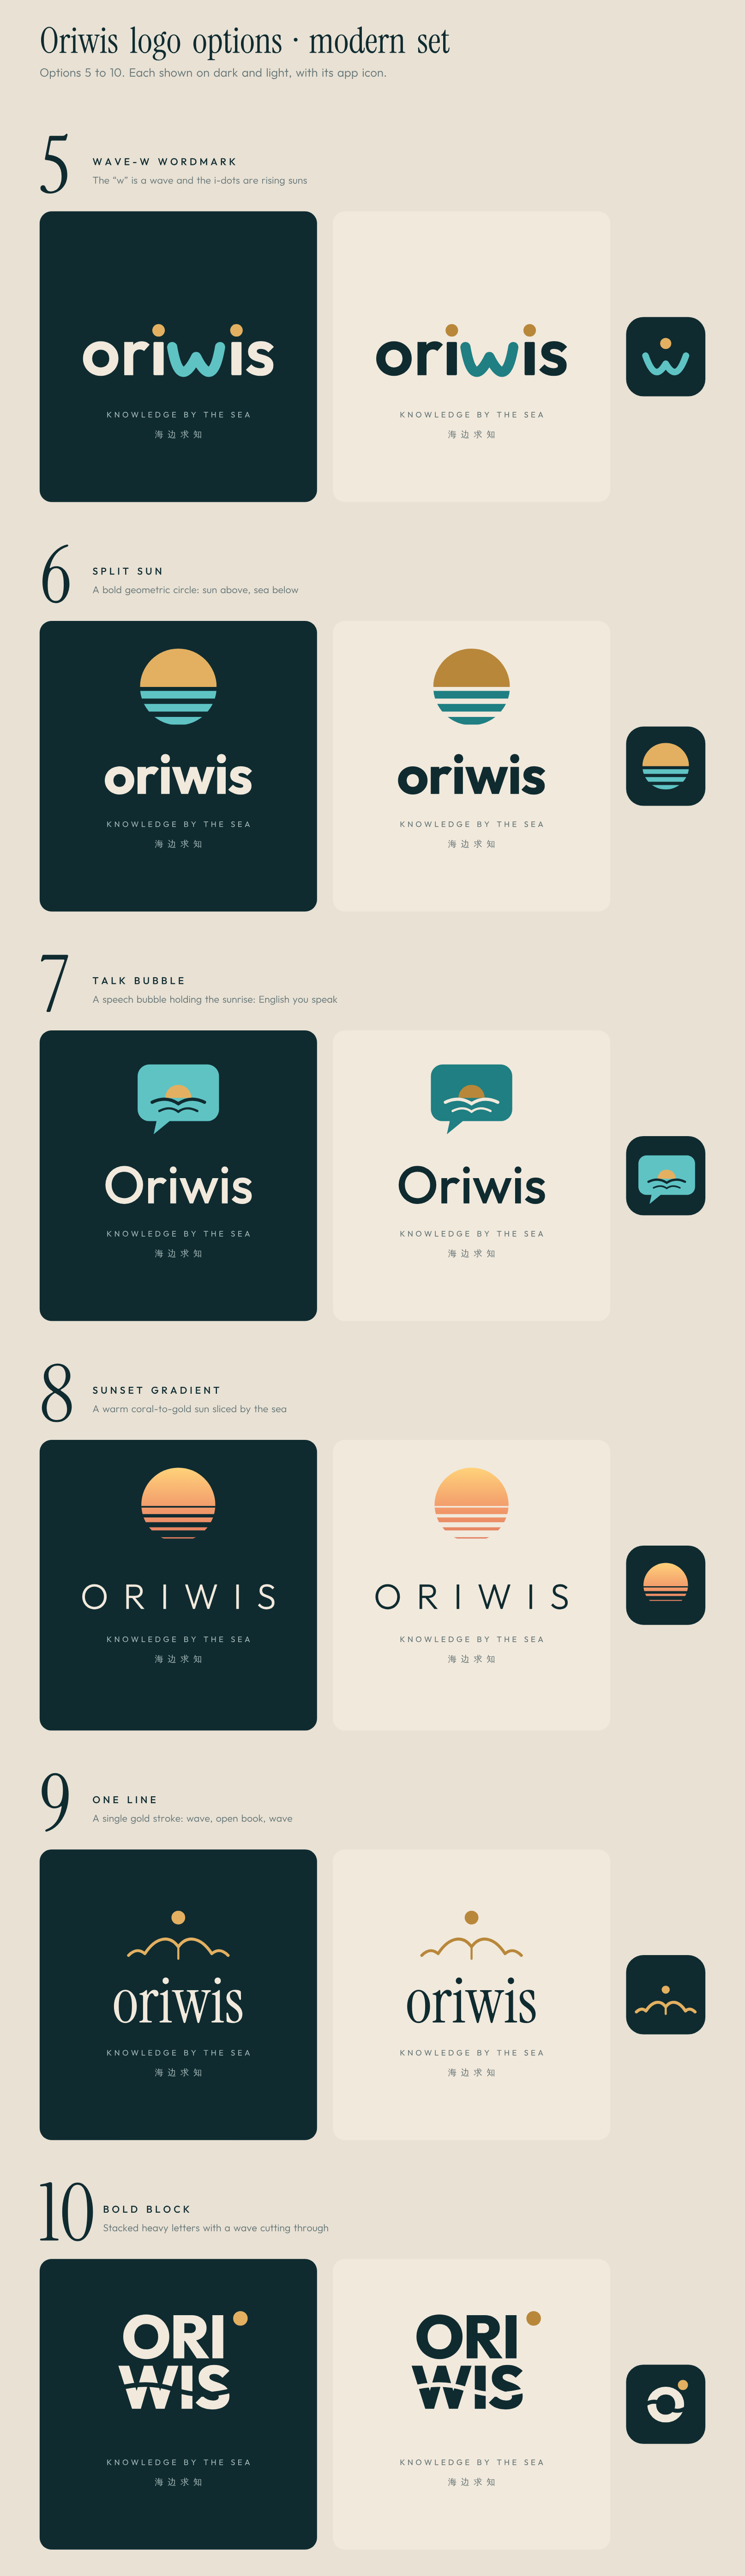 Oriwis logo options · modern set
Options 5 to 10. Each shown on dark and light, with its app icon.
5
WAVE-W WORDMARK
The "w" is a wave and the i-dots are rising suns
oriwis
KNOWLEDGE BY THE SEA
海边求知
oriwis
KNOWLEDGE BY THE SEA
海边求知
6
SPLIT SUN
A bold geometric circle: sun above, sea below
oriwis
KNOWLEDGE BY THE SEA
海边求知
oriwis
KNOWLEDGE BY THE SEA
海边求知
7
TALK BUBBLE
A speech bubble holding the sunrise: English you speak
Oriwis
KNOWLEDGE BY THE SEA
海边求知
Oriwis
KNOWLEDGE BY THE SEA
海边求知
8
SUNSET GRADIENT
A warm coral-to-gold sun sliced by the sea
ORIWIS
KNOWLEDGE BY THE SEA
海边求知
ORIWIS
KNOWLEDGE BY THE SEA
海边求知
9
ONE LINE
A single gold stroke: wave, open book, wave
oriwis
KNOWLEDGE BY THE SEA
海边求知
oriwis
KNOWLEDGE BY THE SEA
海边求知
10
BOLD BLOCK
Stacked heavy letters with a wave cutting through
ORI
WIS
KNOWLEDGE BY THE SEA
海边求知
ORI
WIS
KNOWLEDGE BY THE SEA
海边求知